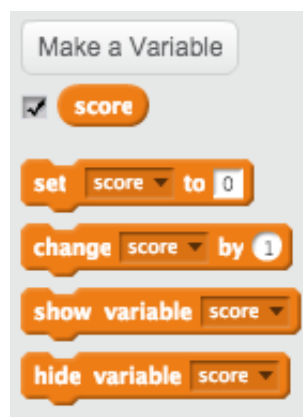 Make a Variable
score
set score to 0
change score by 1
show variable score
hide variable score